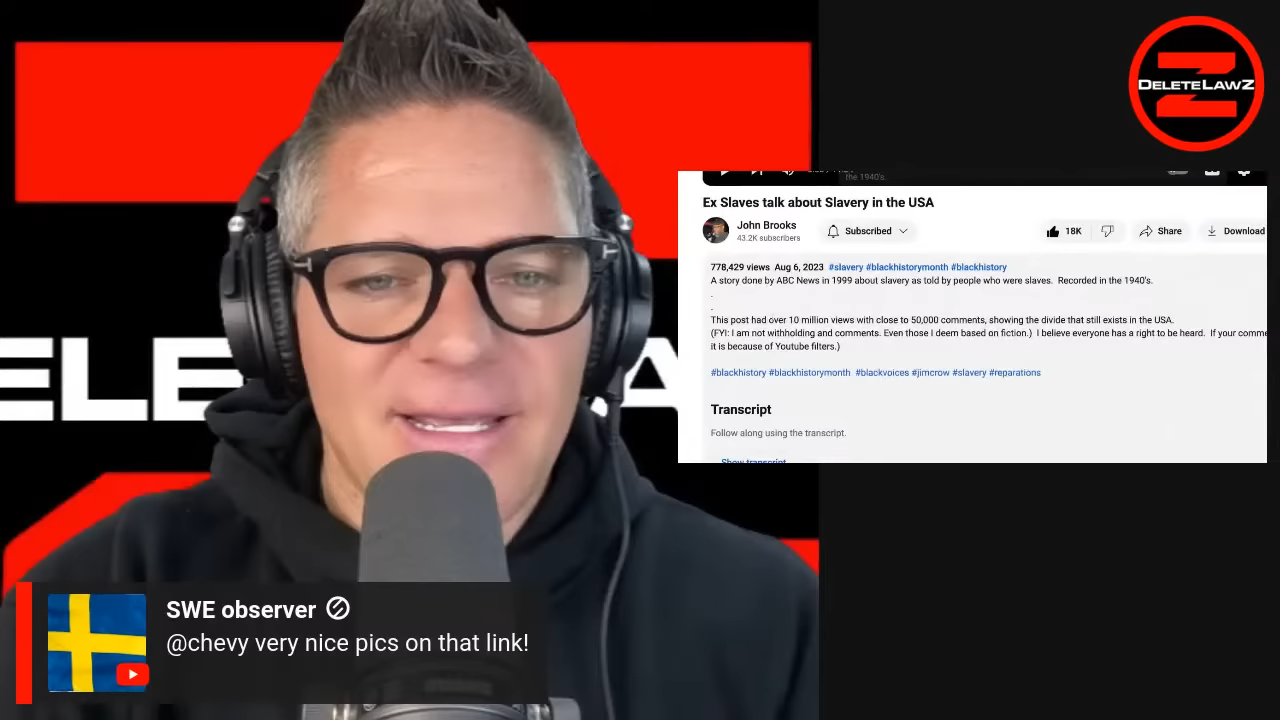 DELETELAWZ
the 1940's.
Ex Slaves talk about Slavery in the USA
John Brooks
43.2K subscribers
Subscribed
18K
Share
Download
778,429 views Aug 6, 2023 #slavery #blackhistorymonth #blackhistory
A story done by ABC News in 1999 about slavery as told by people who were slaves. Recorded in the 1940's.
.
.
This post had over 10 million views with close to 50,000 comments, showing the divide that still exists in the USA.
(FYI: I am not withholding and comments. Even those I deem based on fiction.) I believe everyone has a right to be heard. If your comme
it is because of Youtube filters.)
#blackhistory #blackhistorymonth #blackvoices #jimcrow #slavery #reparations
Transcript
Follow along using the transcript.
Show transcript
ELE
A
SWE observer
@chevy very nice pics on that link!